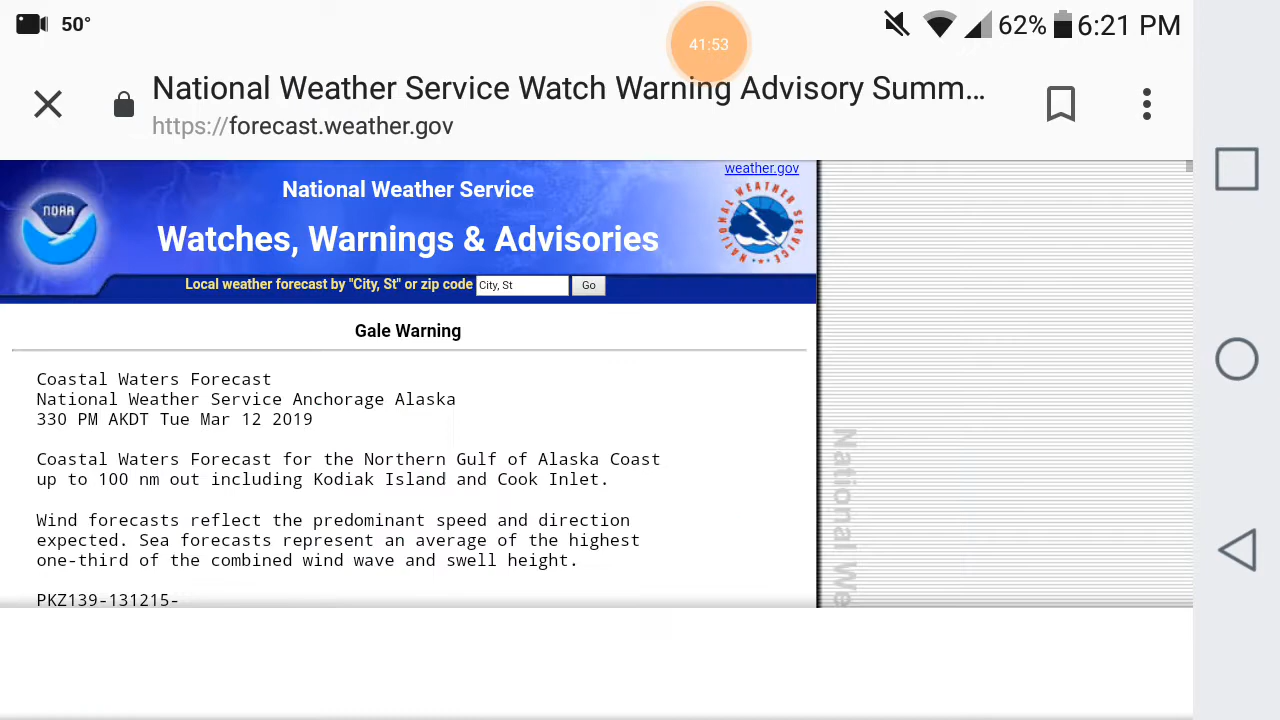 50°
41:53
62% 6:21 PM
National Weather Service Watch Warning Advisory Summ...
https://forecast.weather.gov
weather.gov
NOAA
National Weather Service
NATIONAL WEATHER SERVICE
Watches, Warnings & Advisories
Local weather forecast by "City, St" or zip code City, St Go
Gale Warning
Coastal Waters Forecast
National Weather Service Anchorage Alaska
330 PM AKDT Tue Mar 12 2019
Coastal Waters Forecast for the Northern Gulf of Alaska Coast
up to 100 nm out including Kodiak Island and Cook Inlet.
Wind forecasts reflect the predominant speed and direction
expected. Sea forecasts represent an average of the highest
one-third of the combined wind wave and swell height.
PKZ139-131215-
National We